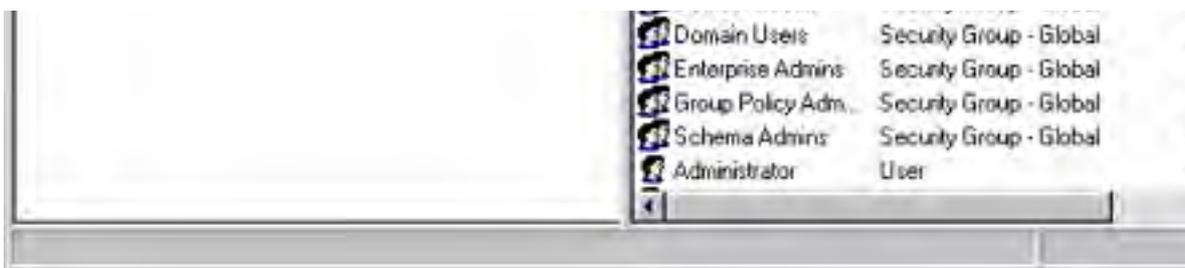 Domain Users Security Group - Global
Enterprise Admins Security Group - Global
Group Policy Adm... Security Group - Global
Schema Admins Security Group - Global
Administrator User